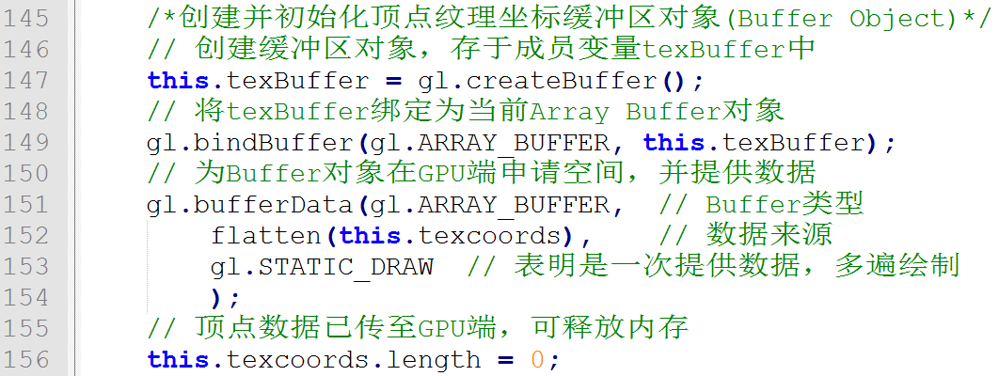 145 /*创建并初始化顶点纹理坐标缓冲区对象(Buffer Object)*/
146 // 创建缓冲区对象，存于成员变量texBuffer中
147 this.texBuffer = gl.createBuffer();
148 // 将texBuffer绑定为当前Array Buffer对象
149 gl.bindBuffer(gl.ARRAY_BUFFER, this.texBuffer);
150 // 为Buffer对象在GPU端申请空间，并提供数据
151 gl.bufferData(gl.ARRAY_BUFFER, // Buffer类型
152 flatten(this.texcoords), // 数据来源
153 gl.STATIC_DRAW // 表明是一次提供数据，多遍绘制
154 );
155 // 顶点数据已传至GPU端，可释放内存
156 this.texcoords.length = 0;